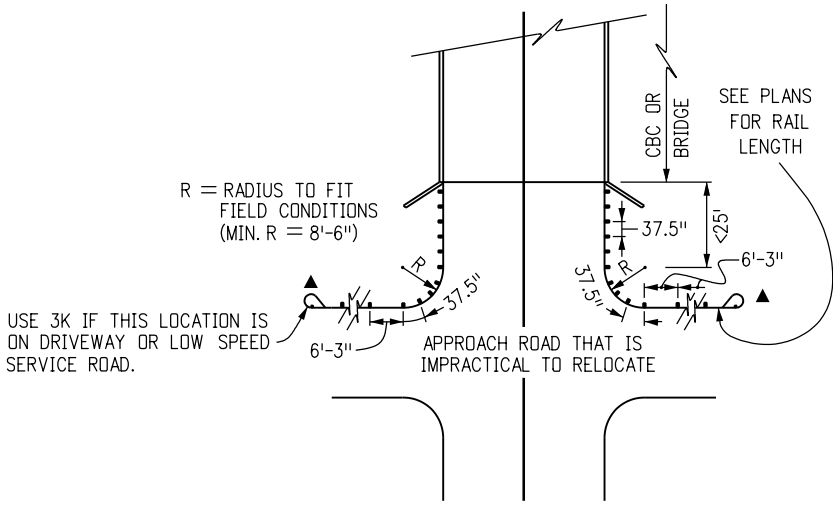 SEE PLANS
FOR RAIL
LENGTH
CBC OR
BRIDGE
R = RADIUS TO FIT
FIELD CONDITIONS
(MIN. R = 8'-6")
37.5"
<25'
6'-3"
R
R
37.5"
37.5"
USE 3K IF THIS LOCATION IS
ON DRIVEWAY OR LOW SPEED
SERVICE ROAD.
6'-3"
APPROACH ROAD THAT IS
IMPRACTICAL TO RELOCATE